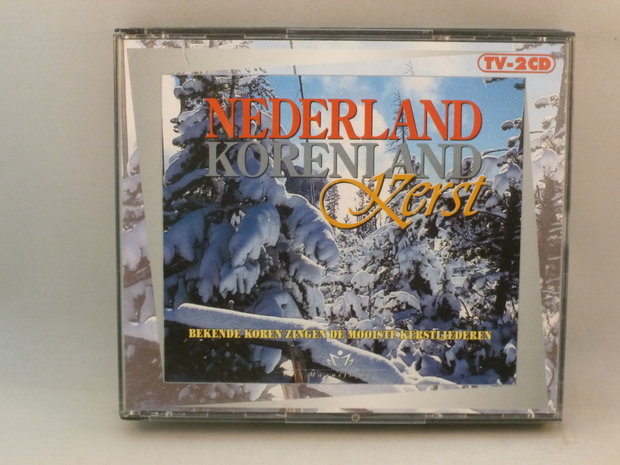 TV-2CD
NEDERLAND
KORENLAND
Kerst
BEKENDE KOREN ZINGEN DE MOOISTE KERSTLIEDEREN